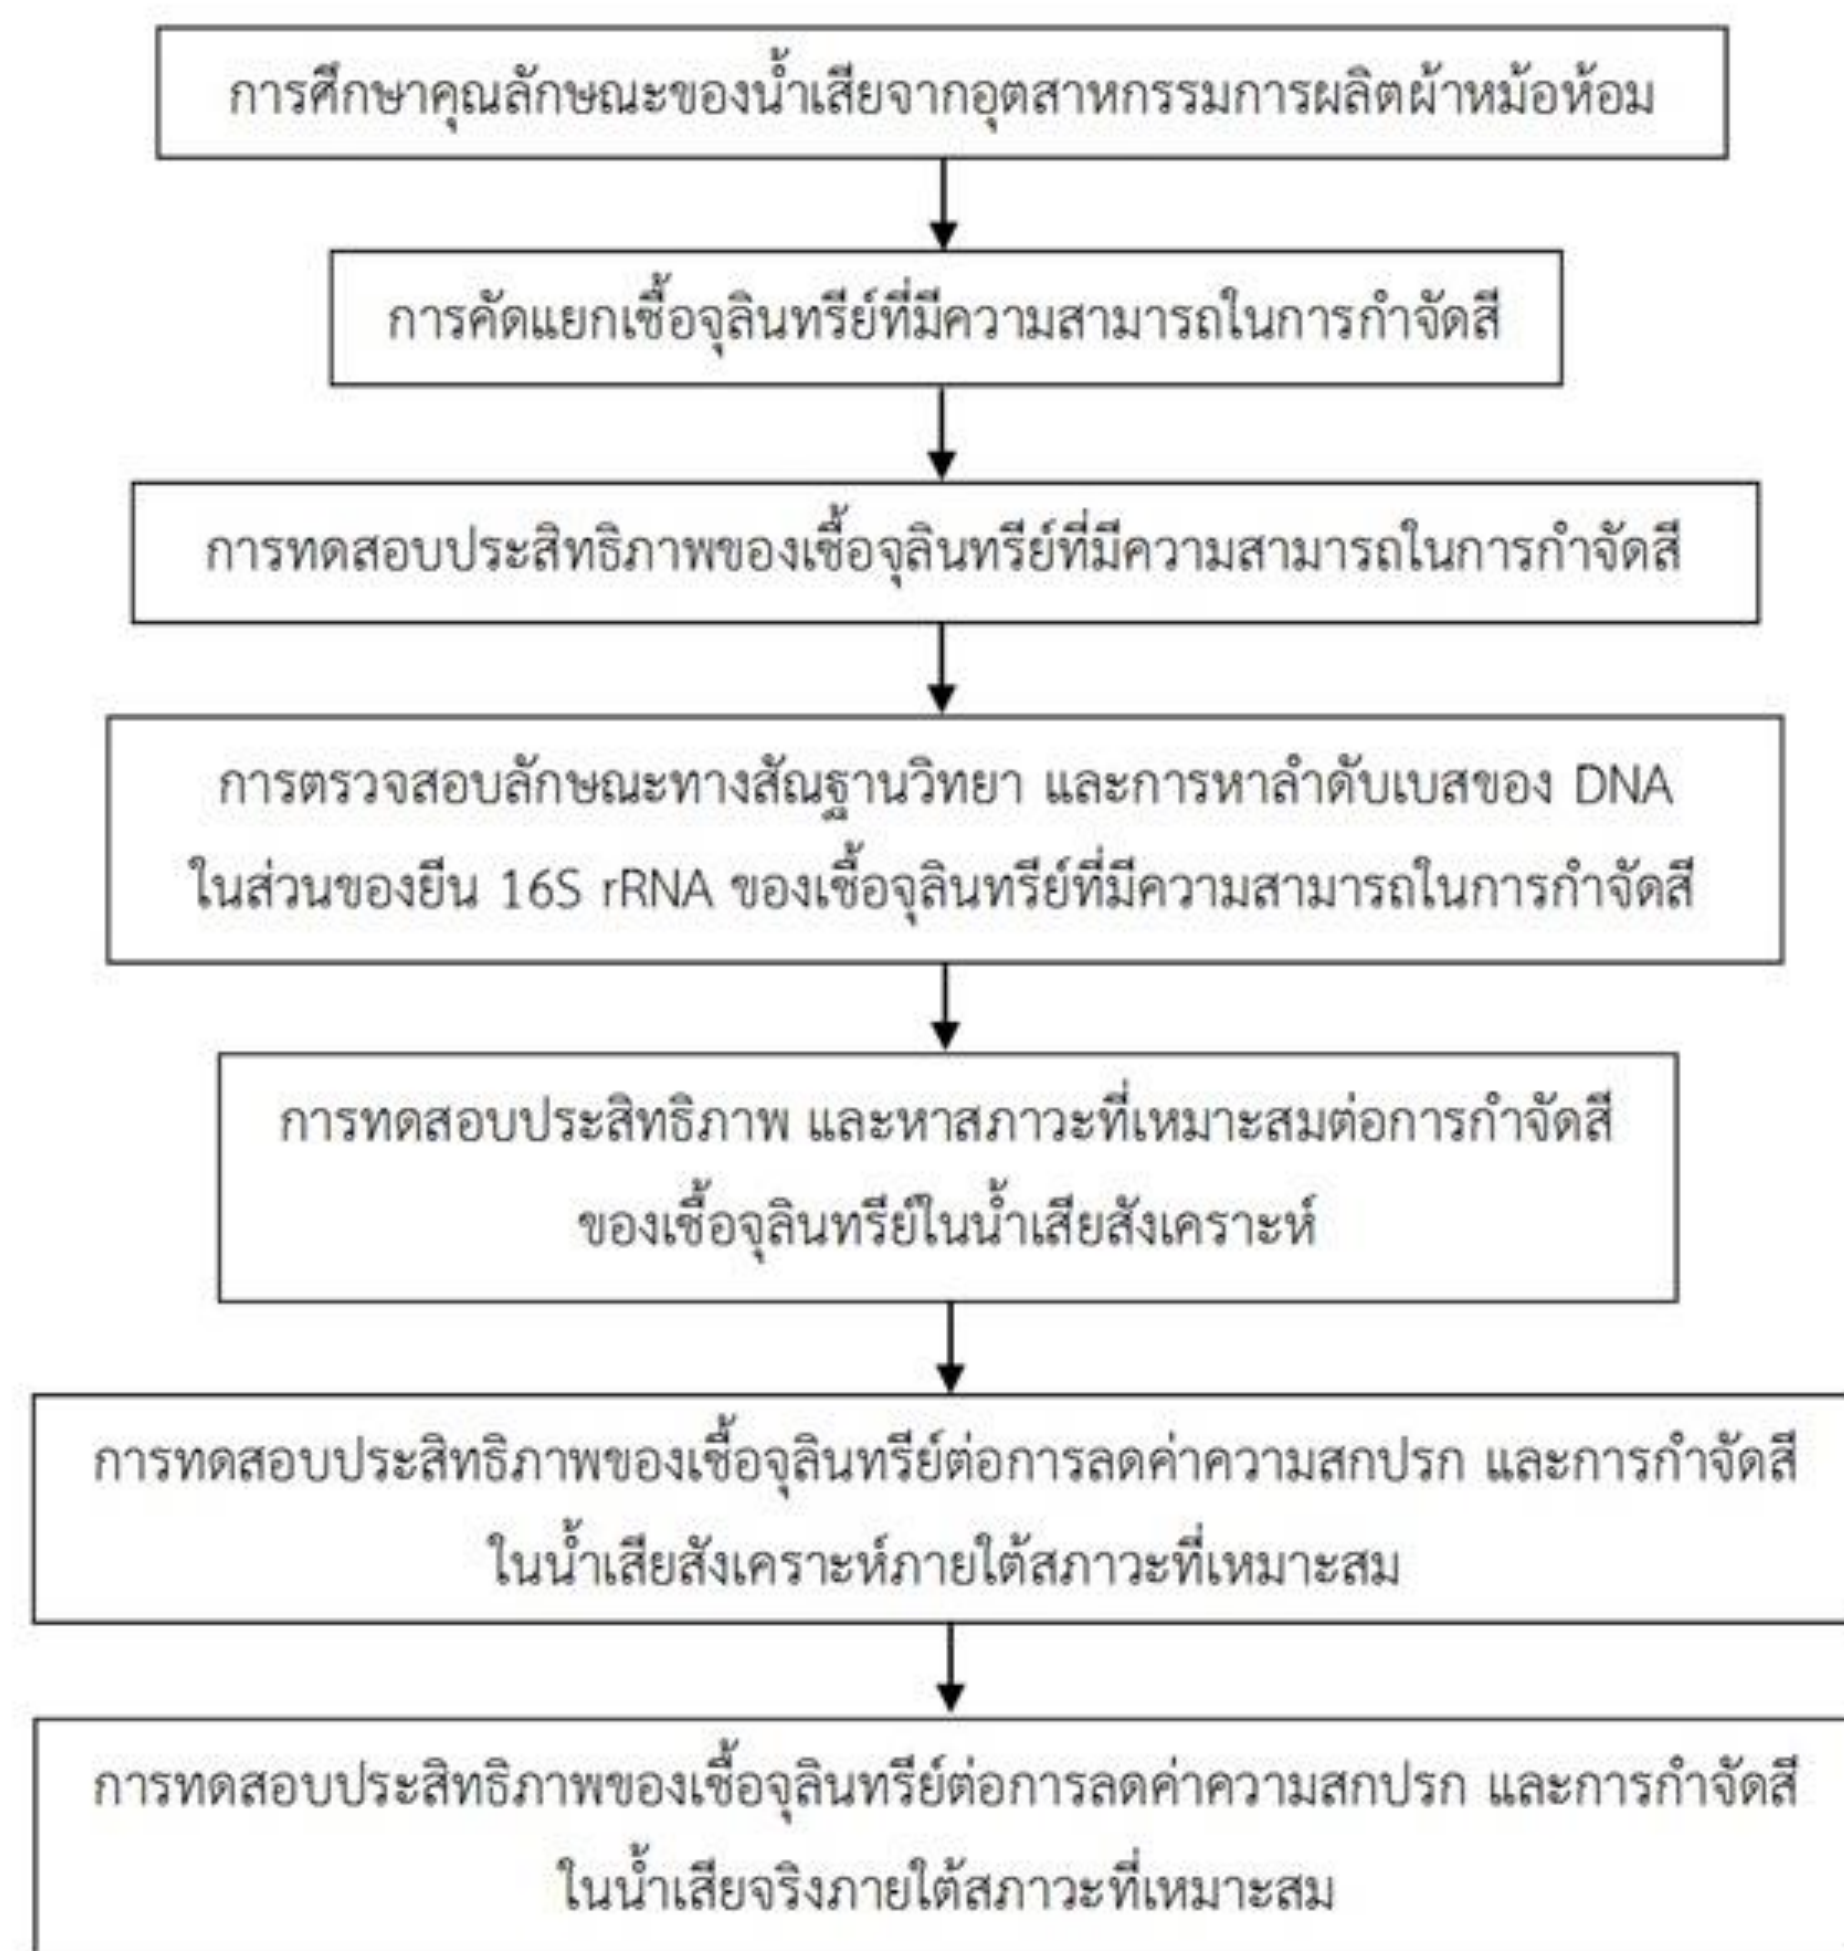 การศึกษาคุณลักษณะของน้ำเสียจากอุตสาหกรรมการผลิตผ้าหม้อห้อม
การคัดแยกเชื้อจุลินทรีย์ที่มีความสามารถในการกำจัดสี
การทดสอบประสิทธิภาพของเชื้อจุลินทรีย์ที่มีความสามารถในการกำจัดสี
การตรวจสอบลักษณะทางสัณฐานวิทยา และการหาลำดับเบสของ DNA
ในส่วนของยีน 16S rRNA ของเชื้อจุลินทรีย์ที่มีความสามารถในการกำจัดสี
การทดสอบประสิทธิภาพ และหาสภาวะที่เหมาะสมต่อการกำจัดสี
ของเชื้อจุลินทรีย์ในน้ำเสียสังเคราะห์
การทดสอบประสิทธิภาพของเชื้อจุลินทรีย์ต่อการลดค่าความสกปรก และการกำจัดสี
ในน้ำเสียสังเคราะห์ภายใต้สภาวะที่เหมาะสม
การทดสอบประสิทธิภาพของเชื้อจุลินทรีย์ต่อการลดค่าความสกปรก และการกำจัดสี
ในน้ำเสียจริงภายใต้สภาวะที่เหมาะสม